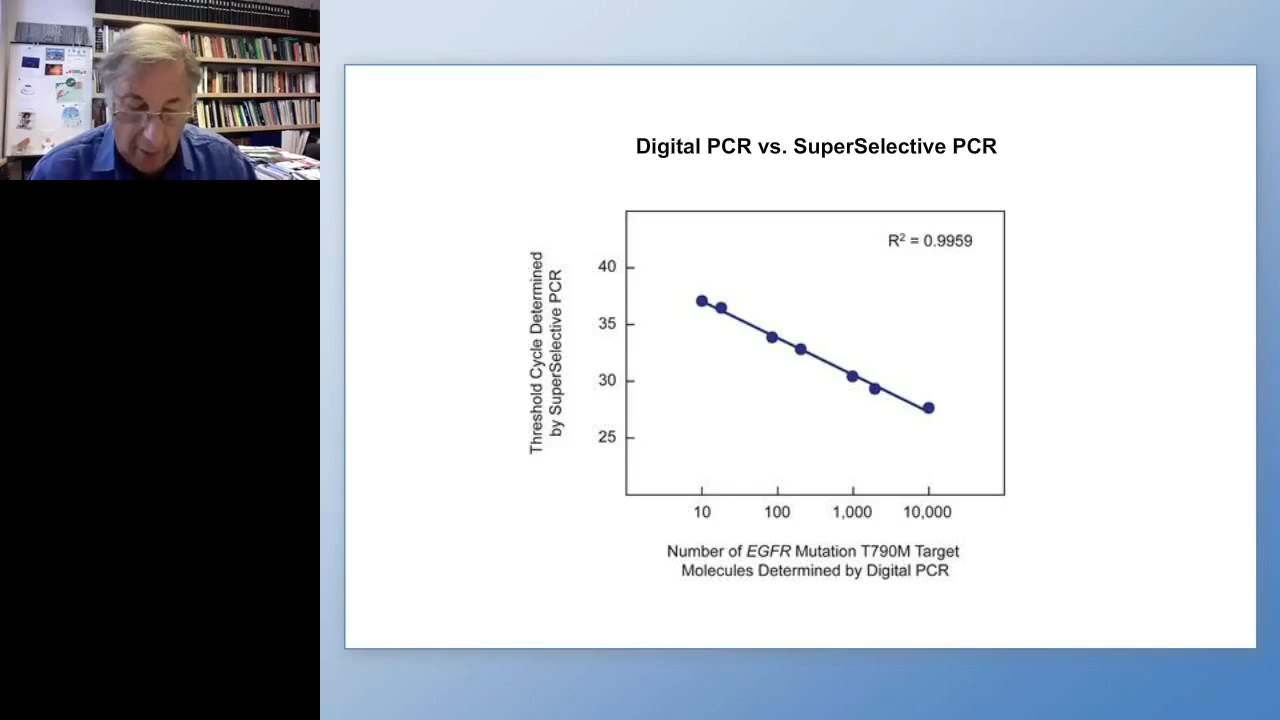 Digital PCR vs. SuperSelective PCR
R² = 0.9959
Threshold Cycle Determined
by SuperSelective PCR
40
35
30
25
10
100
1,000
10,000
Number of EGFR Mutation T790M Target
Molecules Determined by Digital PCR